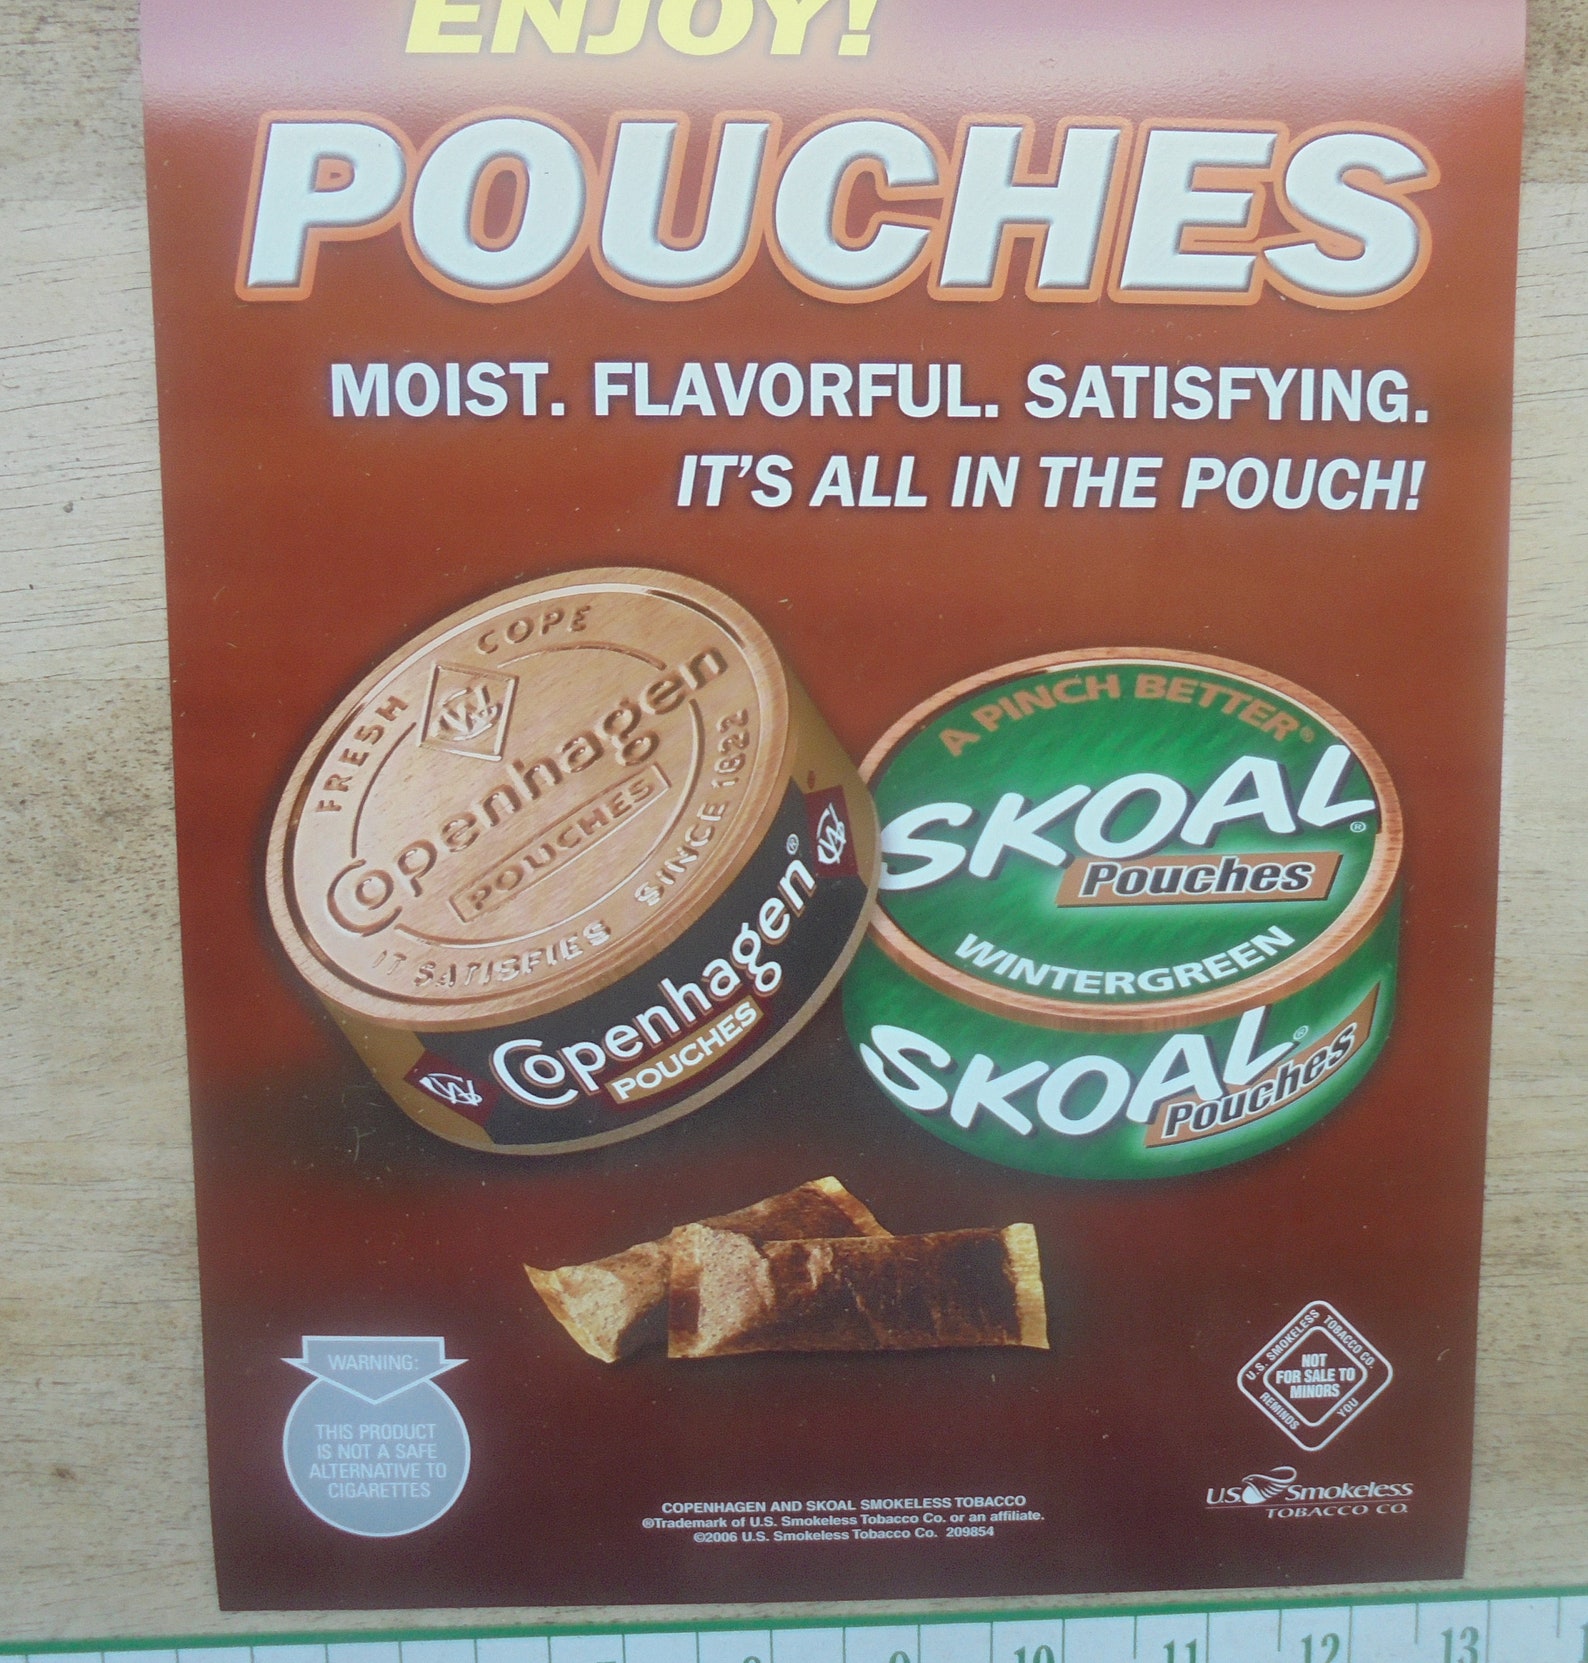 ENJOY!
POUCHES
MOIST. FLAVORFUL. SATISFYING.
IT'S ALL IN THE POUCH!
FRESH COPE
W
Copenhagen
POUCHES
IT SATISFIES SINCE 1822
Copenhagen®
POUCHES
A PINCH BETTER®
SKOAL®
Pouches
WINTERGREEN
SKOAL®
Pouches
WARNING:
THIS PRODUCT
IS NOT A SAFE
ALTERNATIVE TO
CIGARETTES
U.S. SMOKELESS TOBACCO CO.
REMINDS YOU
NOT
FOR SALE TO
MINORS
COPENHAGEN AND SKOAL SMOKELESS TOBACCO
®Trademark of U.S. Smokeless Tobacco Co. or an affiliate.
©2006 U.S. Smokeless Tobacco Co. 209854
U.S. Smokeless
TOBACCO CO.
10 11 12 13